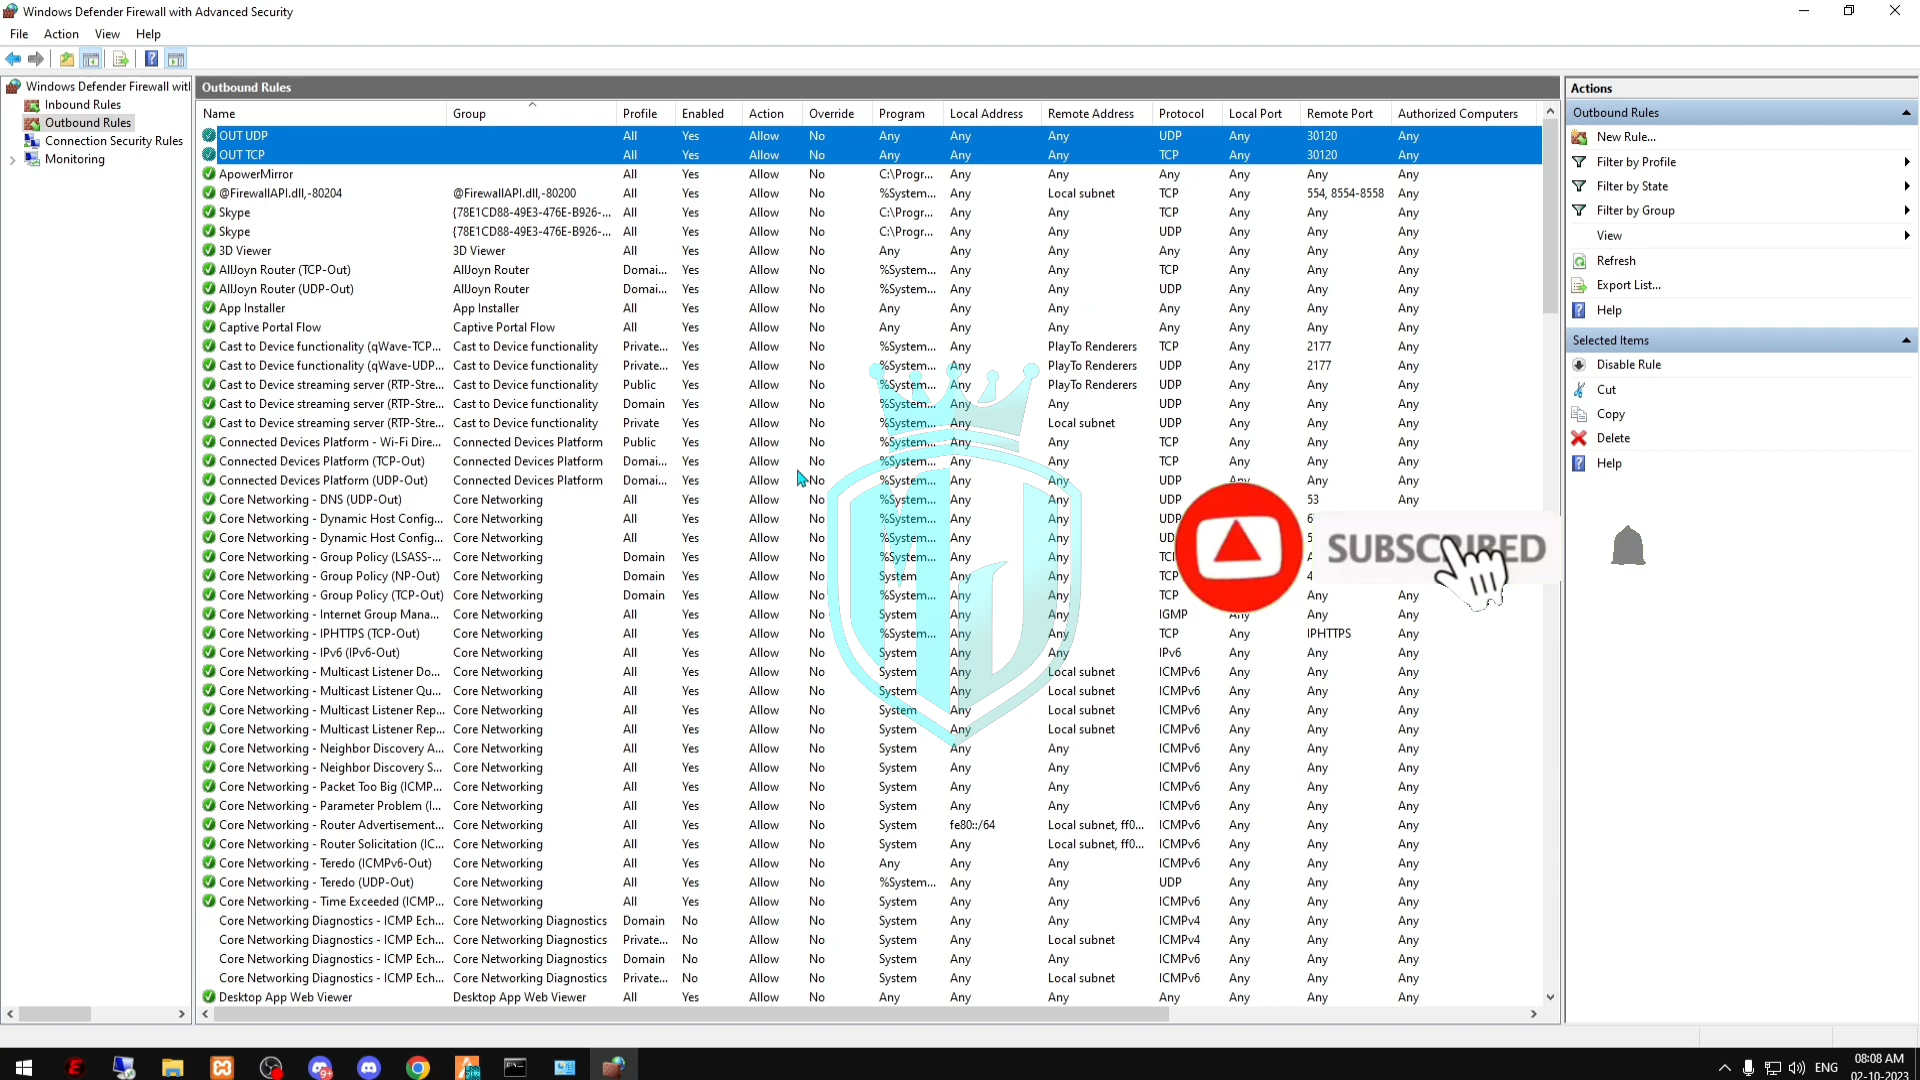 Windows Defender Firewall with Advanced Security
File Action View Help
Windows Defender Firewall witl
Inbound Rules
Outbound Rules
Connection Security Rules
Monitoring
Outbound Rules
Name Group Profile Enabled Action Override Program Local Address Remote Address Protocol Local Port Remote Port Authorized Computers
OUT UDP All Yes Allow No Any Any Any UDP Any 30120 Any
OUT TCP All Yes Allow No Any Any Any TCP Any 30120 Any
ApowerMirror All Yes Allow No C:\Progr... Any Any Any Any Any Any
@FirewallAPI.dll,-80204 @FirewallAPI.dll,-80200 All Yes Allow No %System... Any Local subnet TCP Any 554, 8554-8558 Any
Skype {78E1CD88-49E3-476E-B926-... All Yes Allow No C:\Progr... Any Any TCP Any Any Any
Skype {78E1CD88-49E3-476E-B926-... All Yes Allow No C:\Progr... Any Any UDP Any Any Any
3D Viewer 3D Viewer All Yes Allow No Any Any Any Any Any Any Any
AllJoyn Router (TCP-Out) AllJoyn Router Domai... Yes Allow No %System... Any Any TCP Any Any Any
AllJoyn Router (UDP-Out) AllJoyn Router Domai... Yes Allow No %System... Any Any UDP Any Any Any
App Installer App Installer All Yes Allow No Any Any Any Any Any Any Any
Captive Portal Flow Captive Portal Flow All Yes Allow No Any Any Any Any Any Any Any
Cast to Device functionality (qWave-TCP... Cast to Device functionality Private... Yes Allow No %System... Any PlayTo Renderers TCP Any 2177 Any
Cast to Device functionality (qWave-UDP... Cast to Device functionality Private... Yes Allow No %System... Any PlayTo Renderers UDP Any 2177 Any
Cast to Device streaming server (RTP-Stre... Cast to Device functionality Public Yes Allow No %System... Any PlayTo Renderers UDP Any Any Any
Cast to Device streaming server (RTP-Stre... Cast to Device functionality Domain Yes Allow No %System... Any Any UDP Any Any Any
Cast to Device streaming server (RTP-Stre... Cast to Device functionality Private Yes Allow No %System... Any Local subnet UDP Any Any Any
Connected Devices Platform - Wi-Fi Dire... Connected Devices Platform Public Yes Allow No %System... Any Any TCP Any Any Any
Connected Devices Platform (TCP-Out) Connected Devices Platform Domai... Yes Allow No %System... Any Any TCP Any Any Any
Connected Devices Platform (UDP-Out) Connected Devices Platform Domai... Yes Allow No %System... Any Any UDP Any Any Any
Core Networking - DNS (UDP-Out) Core Networking All Yes Allow No %System... Any Any UDP 53 Any
Core Networking - Dynamic Host Config... Core Networking All Yes Allow No %System... Any Any
Core Networking - Dynamic Host Config... Core Networking All Yes Allow No %System... Any Any
Core Networking - Group Policy (LSASS-... Core Networking Domain Yes Allow No %System... Any Any
Core Networking - Group Policy (NP-Out) Core Networking Domain Yes Allow No System Any Any TCP
Core Networking - Group Policy (TCP-Out) Core Networking Domain Yes Allow No %System... Any Any TCP Any Any
Core Networking - Internet Group Mana... Core Networking All Yes Allow No System Any Any IGMP Any Any Any
Core Networking - IPHTTPS (TCP-Out) Core Networking All Yes Allow No %System... Any Any TCP Any IPHTTPS Any
Core Networking - IPv6 (IPv6-Out) Core Networking All Yes Allow No System Any Any IPv6 Any Any Any
Core Networking - Multicast Listener Do... Core Networking All Yes Allow No System Any Local subnet ICMPv6 Any Any Any
Core Networking - Multicast Listener Qu... Core Networking All Yes Allow No System Any Local subnet ICMPv6 Any Any Any
Core Networking - Multicast Listener Rep... Core Networking All Yes Allow No System Any Local subnet ICMPv6 Any Any Any
Core Networking - Multicast Listener Rep... Core Networking All Yes Allow No System Any Local subnet ICMPv6 Any Any Any
Core Networking - Neighbor Discovery A... Core Networking All Yes Allow No System Any Any ICMPv6 Any Any Any
Core Networking - Neighbor Discovery S... Core Networking All Yes Allow No System Any Any ICMPv6 Any Any Any
Core Networking - Packet Too Big (ICMP... Core Networking All Yes Allow No System Any Any ICMPv6 Any Any Any
Core Networking - Parameter Problem (I... Core Networking All Yes Allow No System Any Any ICMPv6 Any Any Any
Core Networking - Router Advertisement... Core Networking All Yes Allow No System fe80::/64 Local subnet, ff0... ICMPv6 Any Any Any
Core Networking - Router Solicitation (IC... Core Networking All Yes Allow No System Any Local subnet, ff0... ICMPv6 Any Any Any
Core Networking - Teredo (ICMPv6-Out) Core Networking All Yes Allow No Any Any Any ICMPv6 Any Any Any
Core Networking - Teredo (UDP-Out) Core Networking All Yes Allow No %System... Any Any UDP Any Any Any
Core Networking - Time Exceeded (ICMP... Core Networking All Yes Allow No System Any Any ICMPv6 Any Any Any
Core Networking Diagnostics - ICMP Ech... Core Networking Diagnostics Domain No Allow No System Any Any ICMPv4 Any Any Any
Core Networking Diagnostics - ICMP Ech... Core Networking Diagnostics Private... No Allow No System Any Local subnet ICMPv4 Any Any Any
Core Networking Diagnostics - ICMP Ech... Core Networking Diagnostics Domain No Allow No System Any Any ICMPv6 Any Any Any
Core Networking Diagnostics - ICMP Ech... Core Networking Diagnostics Private... No Allow No System Any Local subnet ICMPv6 Any Any Any
Desktop App Web Viewer Desktop App Web Viewer All Yes Allow No Any Any Any Any Any Any Any
SUBSCRIBED
Actions
Outbound Rules
New Rule...
Filter by Profile
Filter by State
Filter by Group
View
Refresh
Export List...
Help
Selected Items
Disable Rule
Cut
Copy
Delete
Help
ENG
08:08 AM
02-10-2023